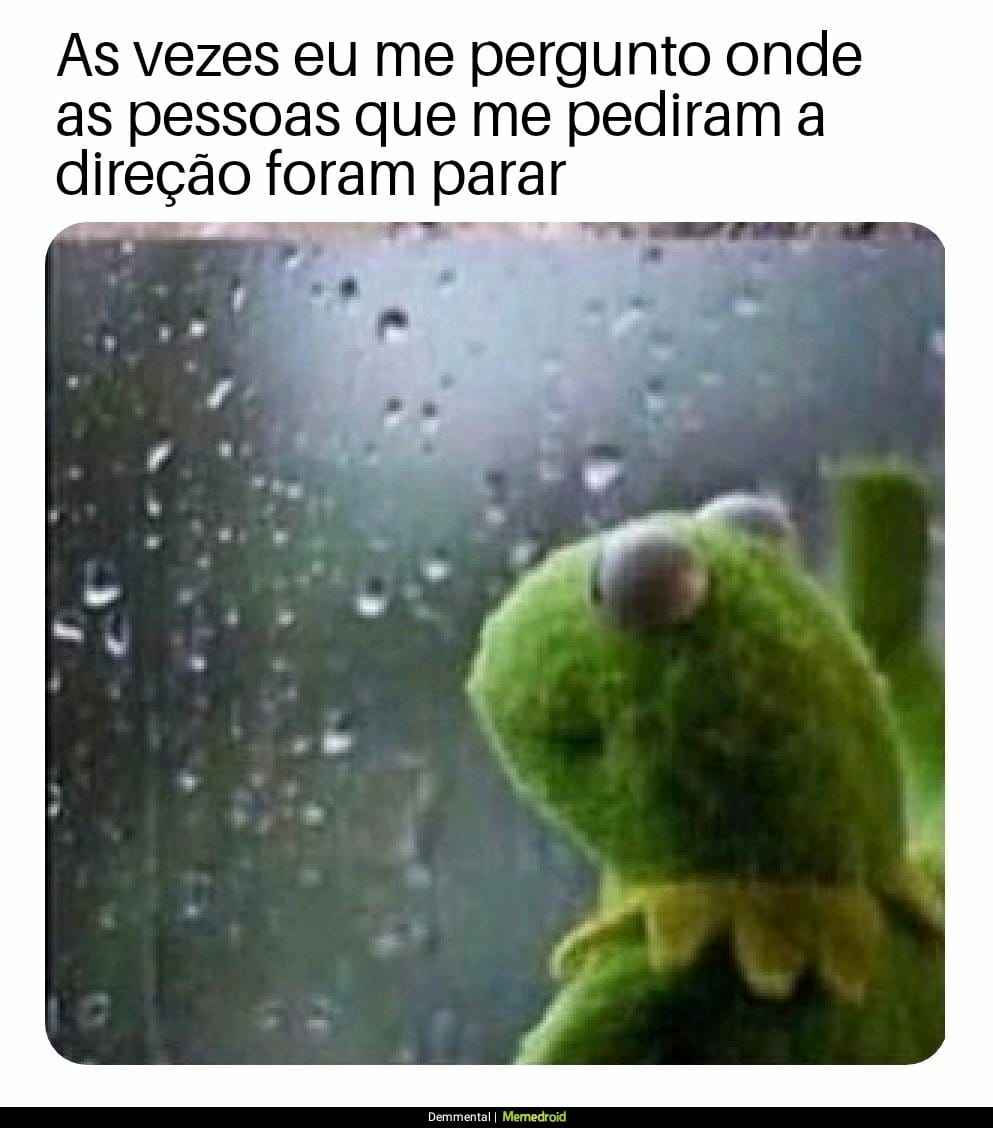 As vezes eu me pergunto onde
as pessoas que me pediram a
direção foram parar
Demmental | Memedroid